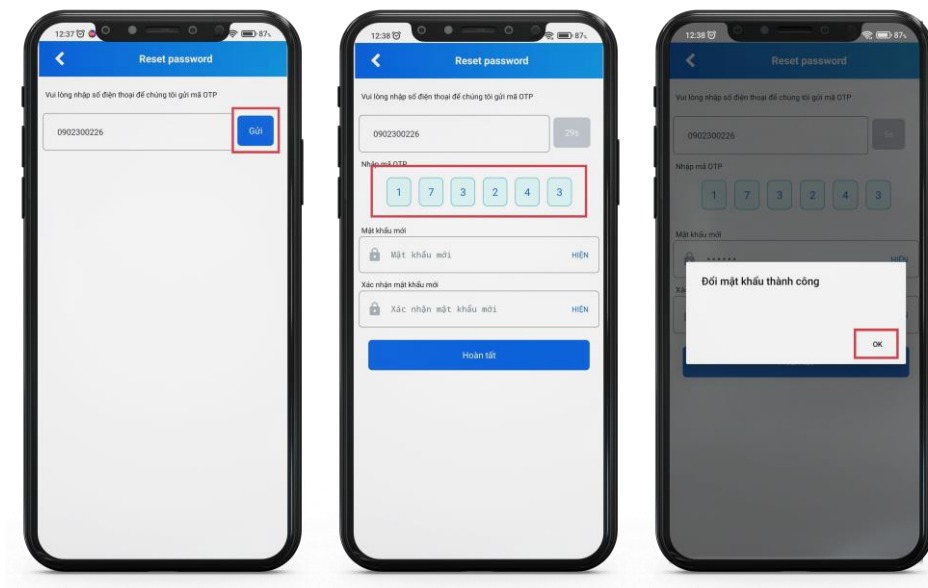 12:37
87%
Reset password
Vui lòng nhập số điện thoại để chúng tôi gửi mã OTP
0902300226
Gửi
12:38
87%
Reset password
Vui lòng nhập số điện thoại để chúng tôi gửi mã OTP
0902300226
29s
Nhập mã OTP
1 7 3 2 4 3
Mật khẩu mới
Mật khẩu mới
HIỆN
Xác nhận mật khẩu mới
Xác nhận mật khẩu mới
HIỆN
Hoàn tất
12:38
87%
Reset password
Vui lòng nhập số điện thoại để chúng tôi gửi mã OTP
0902300226
Nhập mã OTP
1 7 3 2 4 3
Mật khẩu mới
HIỆN
Đổi mật khẩu thành công
OK